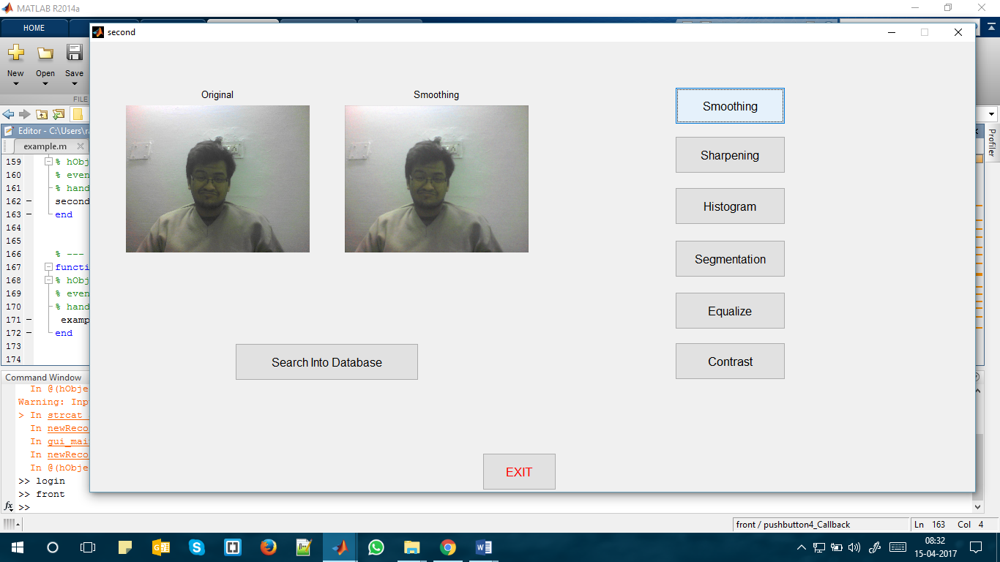 MATLAB R2014a
HOME
second
New
Open
Save
FILE
Original
Smoothing
Smoothing
Sharpening
Histogram
Segmentation
Equalize
Contrast
Search Into Database
EXIT
Editor - C:\Users\ra
example.m
Profiler
159 % hObj
160 % even
161 % hand
162 second
163 end
164
165
166 % ---
167 functi
168 % hObj
169 % even
170 % hand
171 examp
172 end
173
174
Command Window
In @(hObje
Warning: Inp
> In strcat
In newReco
In gui_mai
In newReco
In @(hObje
>> login
>> front
fx >>
front / pushbutton4_Callback
Ln 163 Col 4
08:32
15-04-2017